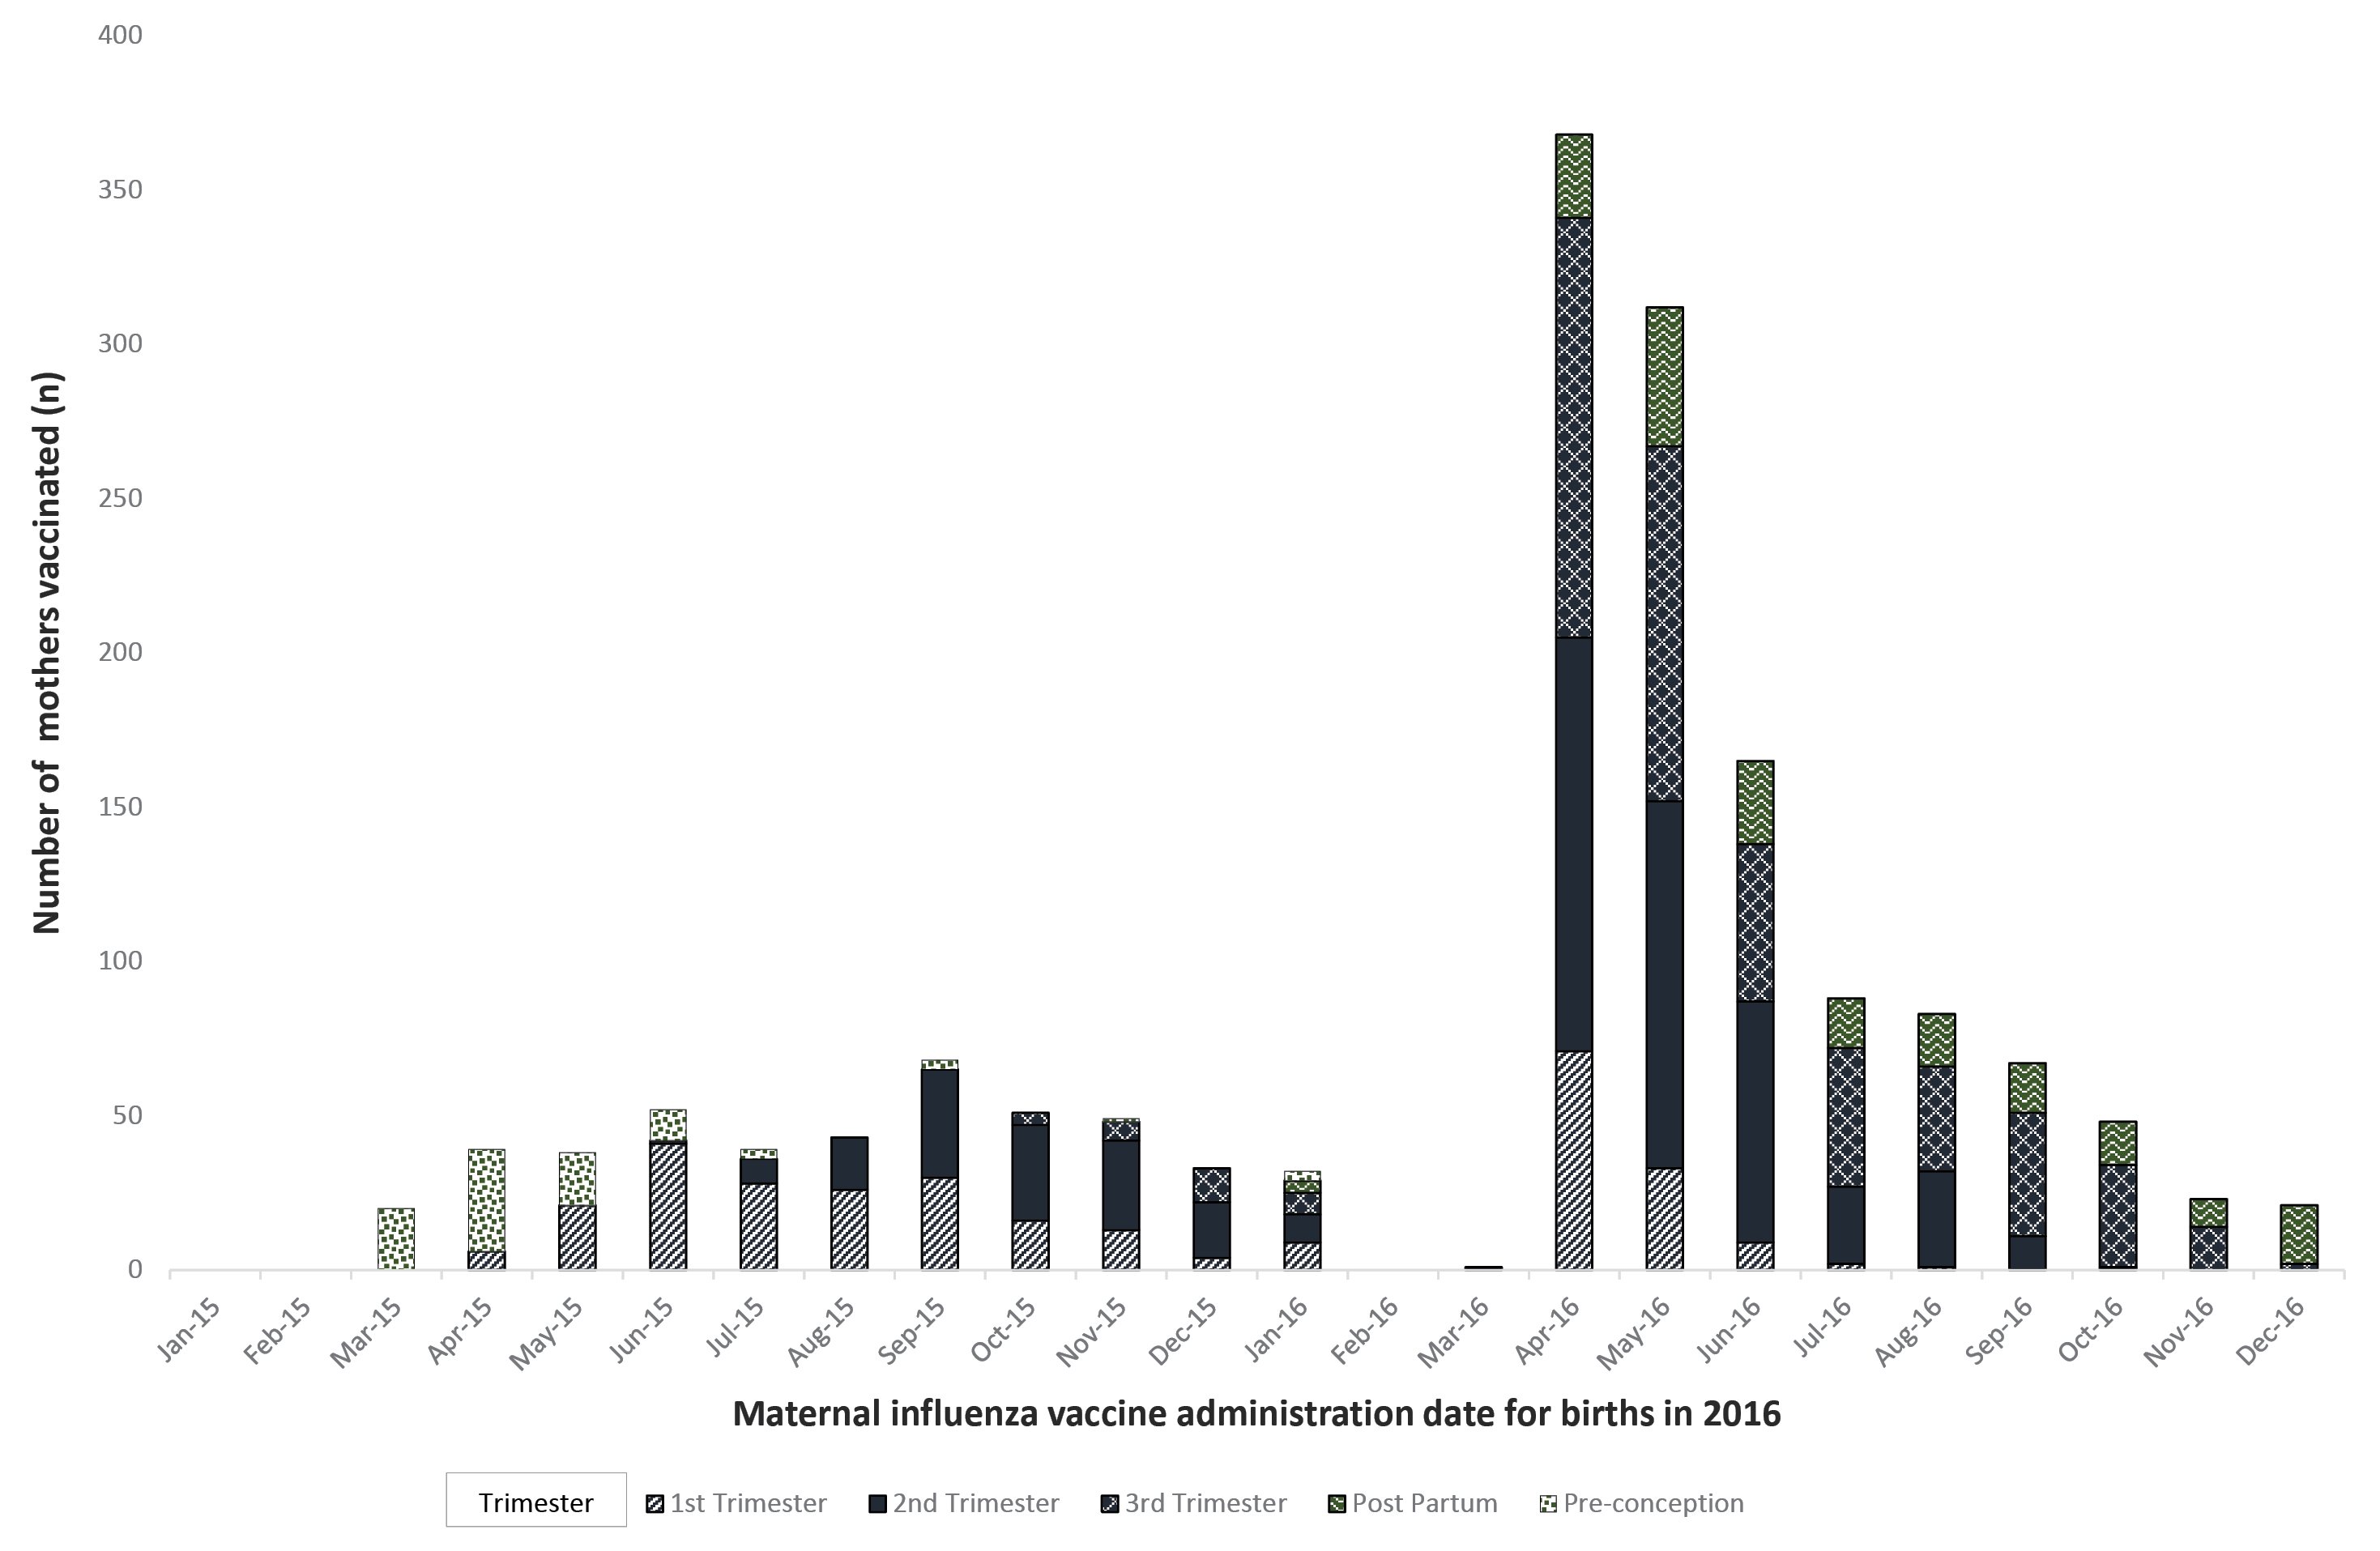 400
350
300
250
200
150
100
50
0
Number of mothers vaccinated (n)
Jan-15
Feb-15
Mar-15
Apr-15
May-15
Jun-15
Jul-15
Aug-15
Sep-15
Oct-15
Nov-15
Dec-15
Jan-16
Feb-16
Mar-16
Apr-16
May-16
Jun-16
Jul-16
Aug-16
Sep-16
Oct-16
Nov-16
Dec-16
Maternal influenza vaccine administration date for births in 2016
Trimester 1st Trimester 2nd Trimester 3rd Trimester Post Partum Pre-conception